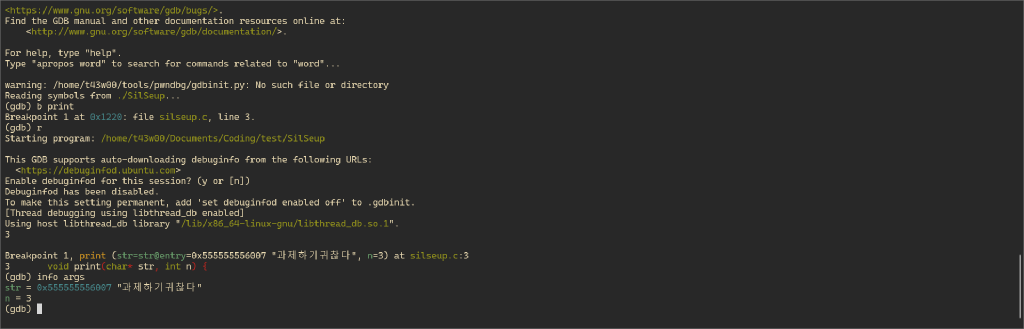 <https://www.gnu.org/software/gdb/bugs/>.
Find the GDB manual and other documentation resources online at:
    <http://www.gnu.org/software/gdb/documentation/>.
For help, type "help".
Type "apropos word" to search for commands related to "word"...
warning: /home/t43w00/tools/pwndbg/gdbinit.py: No such file or directory
Reading symbols from ./SilSeup...
(gdb) b print
Breakpoint 1 at 0x1220: file silseup.c, line 3.
(gdb) r
Starting program: /home/t43w00/Documents/Coding/test/SilSeup
This GDB supports auto-downloading debuginfo from the following URLs:
  <https://debuginfod.ubuntu.com>
Enable debuginfod for this session? (y or [n])
Debuginfod has been disabled.
To make this setting permanent, add 'set debuginfod enabled off' to .gdbinit.
[Thread debugging using libthread_db enabled]
Using host libthread_db library "/lib/x86_64-linux-gnu/libthread_db.so.1".
3
Breakpoint 1, print (str=str@entry=0x555555556007 "과제하기귀찮다", n=3) at silseup.c:3
3       void print(char* str, int n) {
(gdb) info args
str = 0x555555556007 "과제하기귀찮다"
n = 3
(gdb)